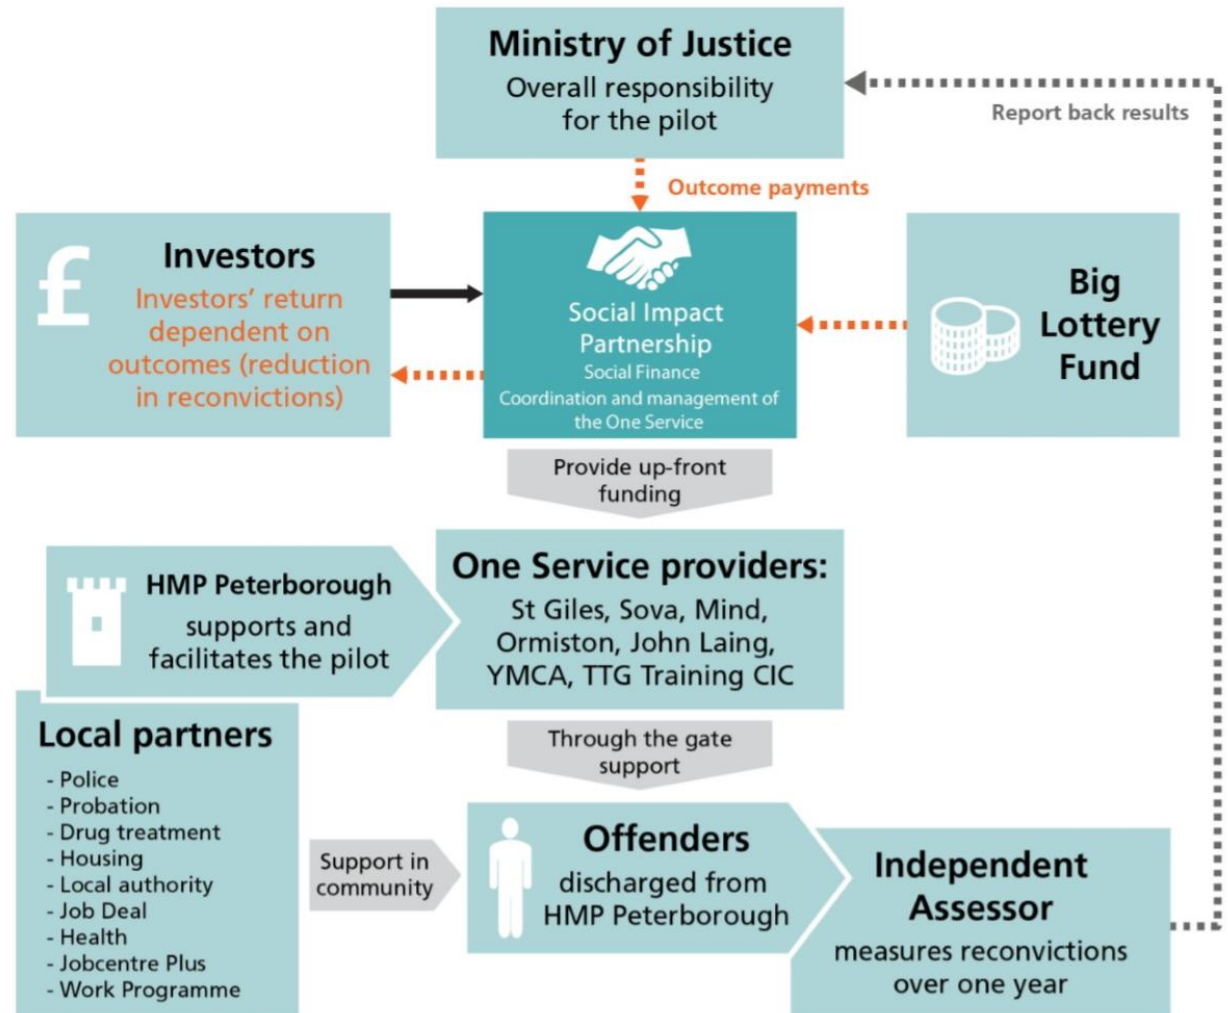 Ministry of Justice
Overall responsibility
for the pilot
Report back results
Outcome payments
£
Investors
Investors’ return
dependent on
outcomes (reduction
in reconvictions)
Social Impact
Partnership
Social Finance
Coordination and management of
the One Service
Big
Lottery
Fund
Provide up-front
funding
HMP Peterborough
supports and
facilitates the pilot
One Service providers:
St Giles, Sova, Mind,
Ormiston, John Laing,
YMCA, TTG Training CIC
Local partners
- Police
- Probation
- Drug treatment
- Housing
- Local authority
- Job Deal
- Health
- Jobcentre Plus
- Work Programme
Through the gate
support
Support in
community
Offenders
discharged from
HMP Peterborough
Independent
Assessor
measures reconvictions
over one year